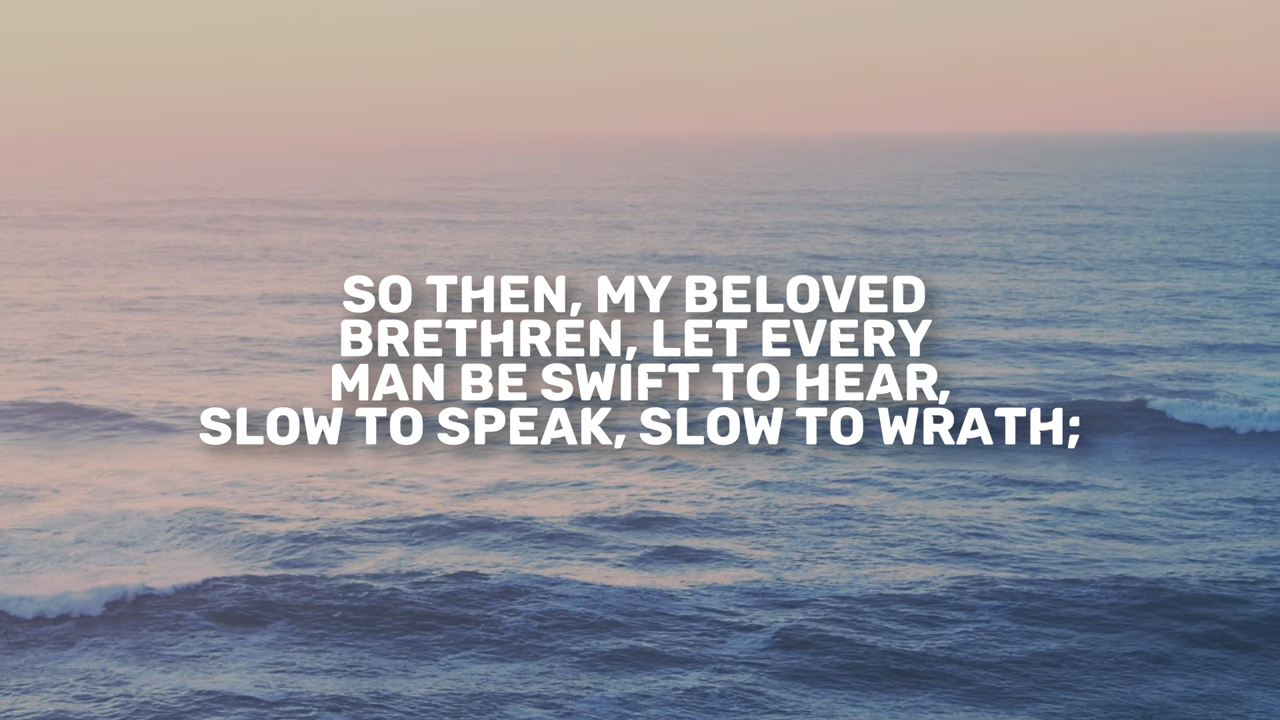 SO THEN, MY BELOVED
BRETHREN, LET EVERY
MAN BE SWIFT TO HEAR,
SLOW TO SPEAK, SLOW TO WRATH;